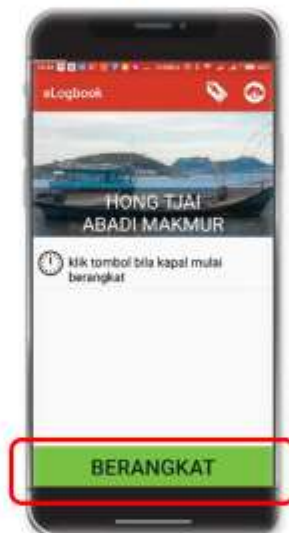 eLogbook
HONG TJAI
ABADI MAKMUR
klik tombol bila kapal mulai
berangkat
BERANGKAT